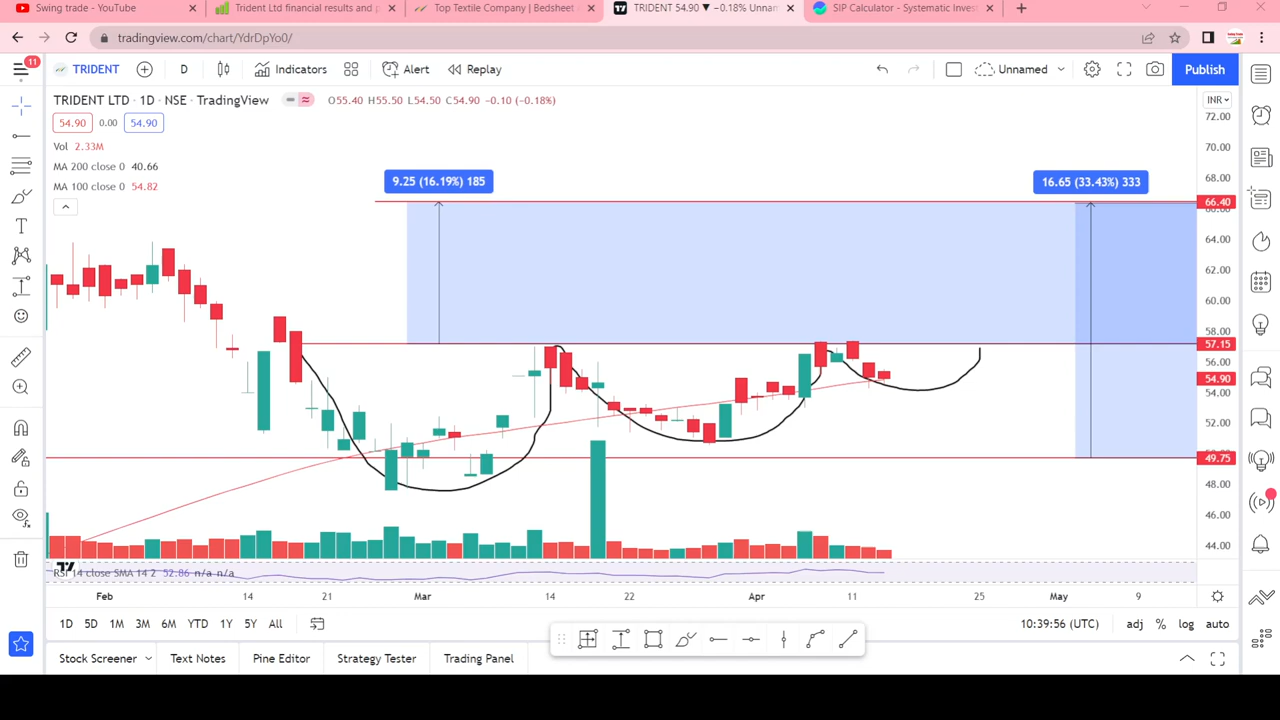 Swing trade - YouTube
Trident Ltd financial results and p
Top Textile Company | Bedsheet
TRIDENT 54.90 ▼ −0.18% Unnam
SIP Calculator - Systematic Inves
tradingview.com/chart/YdrDpYo0/
11
TRIDENT
D
Indicators
Alert
Replay
Unnamed
Publish
TRIDENT LTD · 1D · NSE · TradingView
O55.40 H55.50 L54.50 C54.90 −0.10 (−0.18%)
INR
54.90
0.00
54.90
Vol 2.33M
MA 200 close 0 40.66
MA 100 close 0 54.82
9.25 (16.19%) 185
16.65 (33.43%) 333
72.00
70.00
68.00
66.40
64.00
62.00
60.00
58.00
57.15
56.00
54.90
54.00
52.00
50.00
49.75
48.00
46.00
44.00
RSI 14 close SMA 14 2 52.86 n/a n/a
Feb 14 21 Mar 14 22 Apr 11 25 May 9
1D 5D 1M 3M 6M YTD 1Y 5Y All
10:39:56 (UTC) adj % log auto
Stock Screener Text Notes Pine Editor Strategy Tester Trading Panel